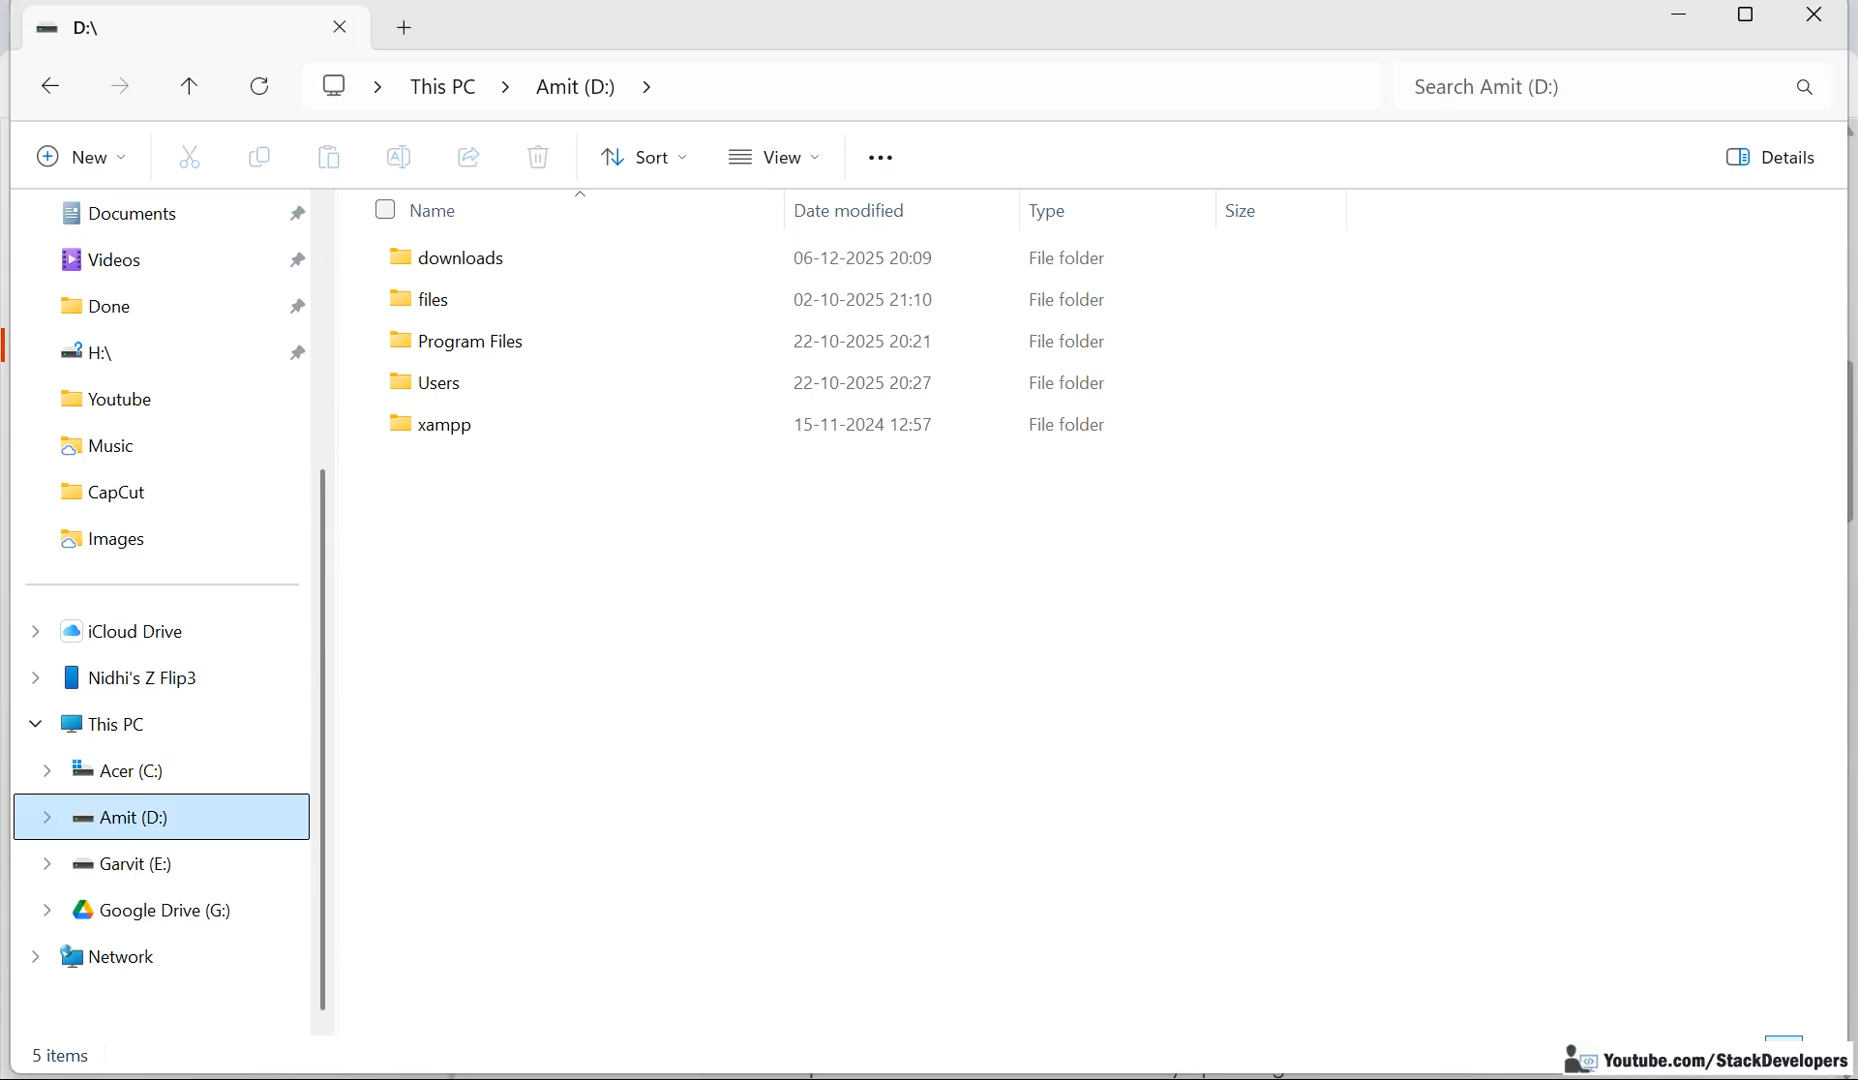 D:\
This PC
Amit (D:)
Search Amit (D:)
New
Sort
View
Details
Documents
Videos
Done
H:\
Youtube
Music
CapCut
Images
iCloud Drive
Nidhi's Z Flip3
This PC
Acer (C:)
Amit (D:)
Garvit (E:)
Google Drive (G:)
Network
Name Date modified Type Size
downloads 06-12-2025 20:09 File folder
files 02-10-2025 21:10 File folder
Program Files 22-10-2025 20:21 File folder
Users 22-10-2025 20:27 File folder
xampp 15-11-2024 12:57 File folder
5 items
Youtube.com/StackDevelopers